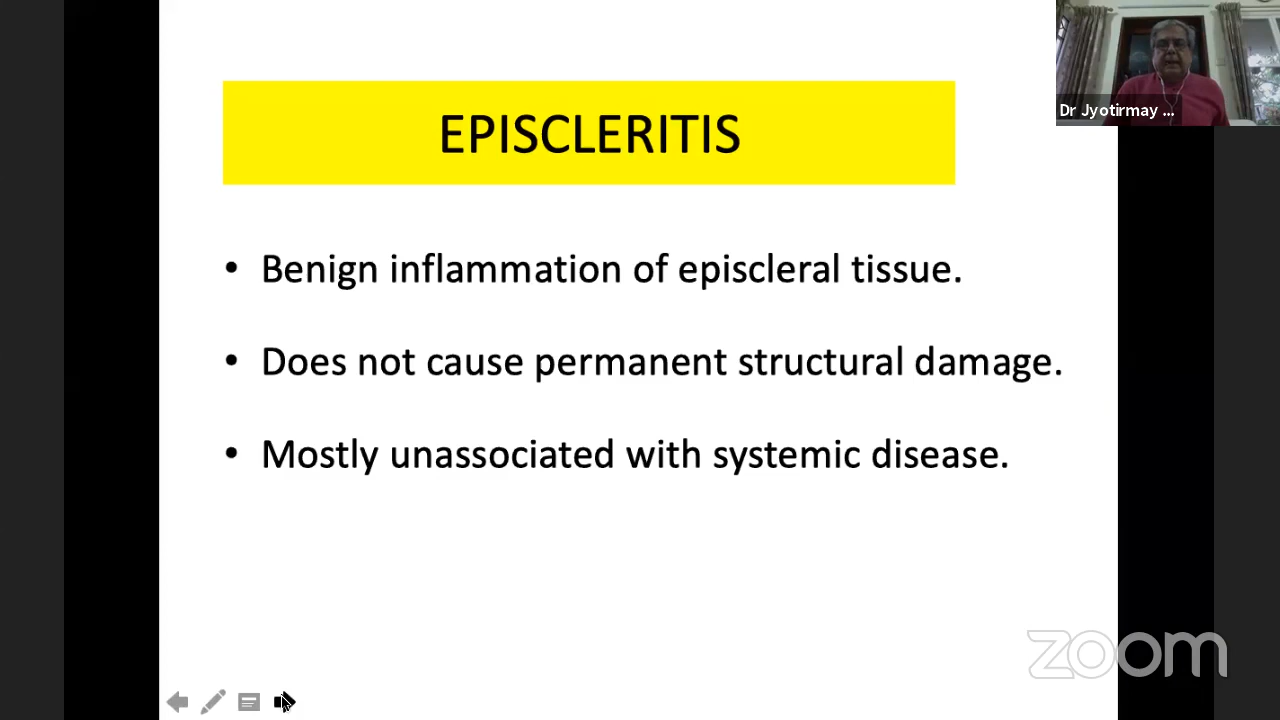 EPISCLERITIS
• Benign inflammation of episcleral tissue.
• Does not cause permanent structural damage.
• Mostly unassociated with systemic disease.
Dr Jyotirmay ...
zoom